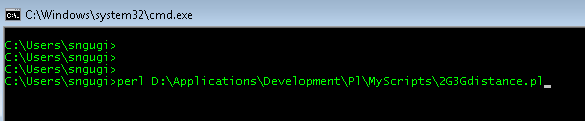 C:\Windows\system32\cmd.exe
C:\Users\sngugi>
C:\Users\sngugi>
C:\Users\sngugi>
C:\Users\sngugi>perl D:\Applications\Development\Pl\MyScripts\2G3Gdistance.pl